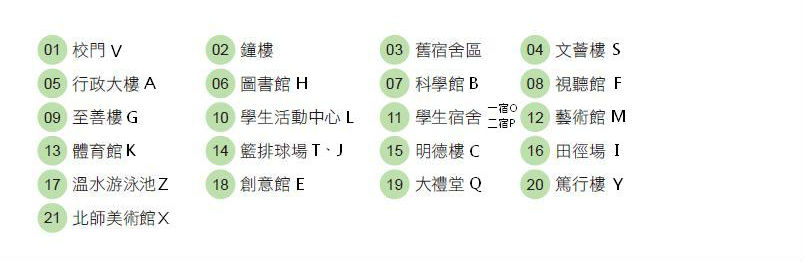 01 校門 V 02 鐘樓 03 舊宿舍區 04 文薈樓 S
05 行政大樓 A 06 圖書館 H 07 科學館 B 08 視聽館 F
09 至善樓 G 10 學生活動中心 L 11 學生宿舍 一宿O 二宿P 12 藝術館 M
13 體育館 K 14 籃排球場 T、J 15 明德樓 C 16 田徑場 I
17 溫水游泳池 Z 18 創意館 E 19 大禮堂 Q 20 篤行樓 Y
21 北師美術館 X